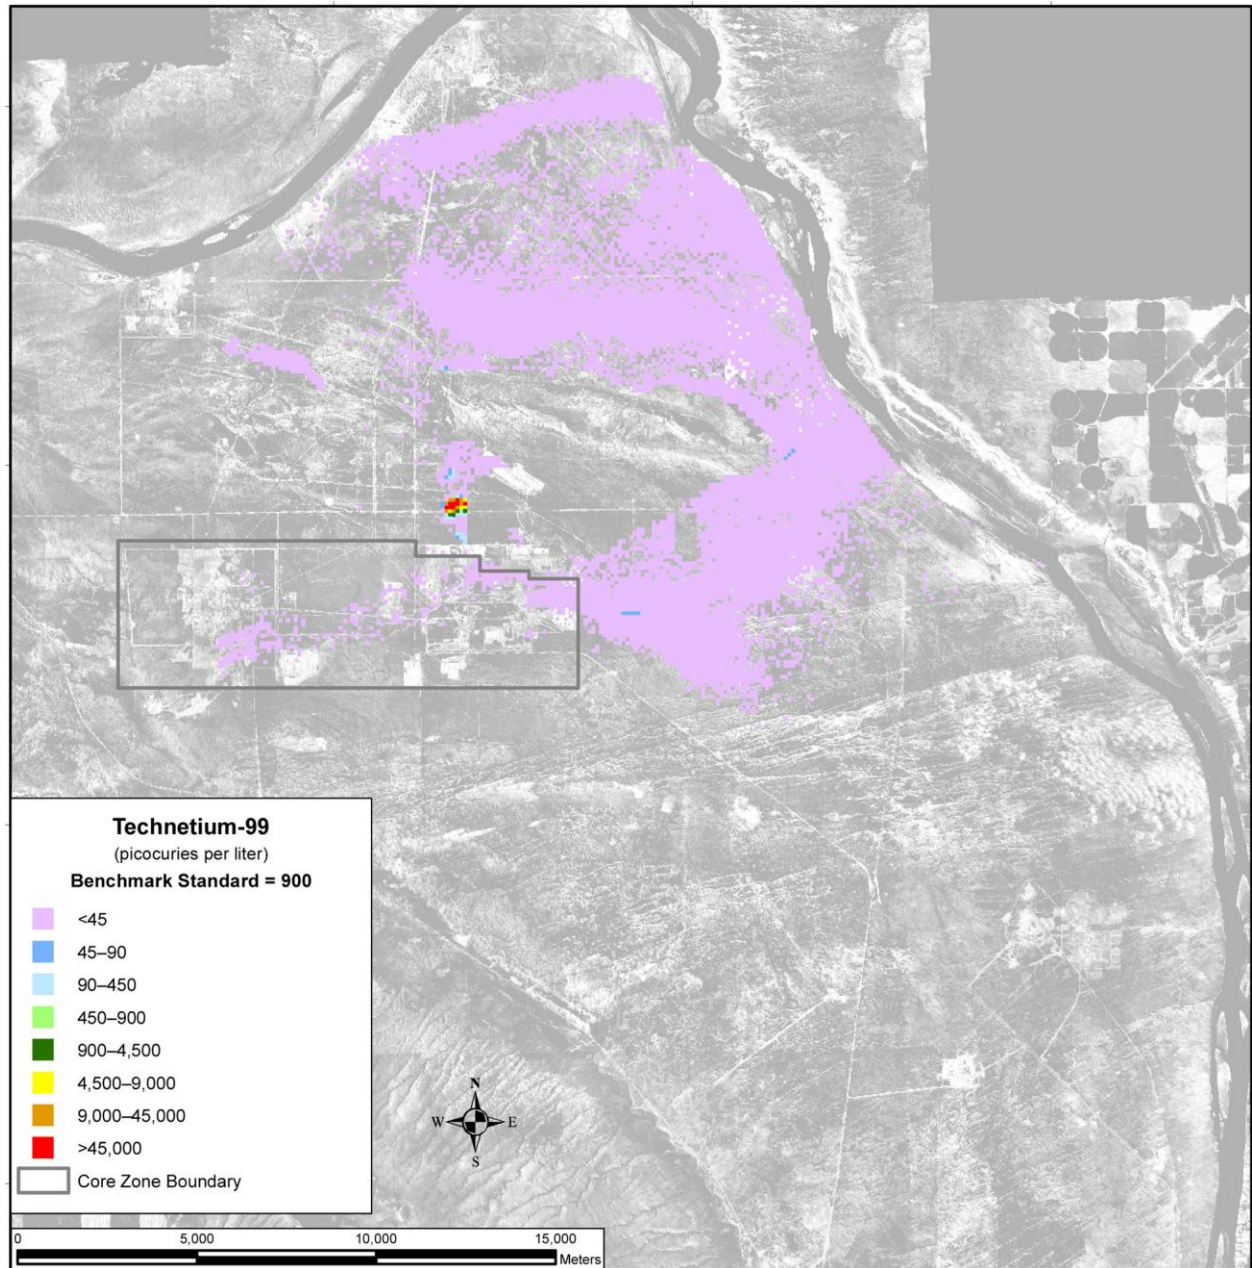 Technetium-99
(picocuries per liter)
Benchmark Standard = 900
<45
45–90
90–450
450–900
900–4,500
4,500–9,000
9,000–45,000
>45,000
Core Zone Boundary
N
W E
S
0 5,000 10,000 15,000
Meters